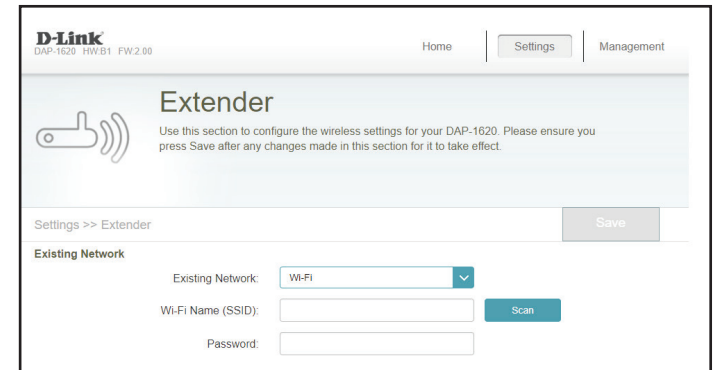 D-Link
DAP-1620 HW:B1 FW:2.00
Home Settings Management
Extender
Use this section to configure the wireless settings for your DAP-1620. Please ensure you
press Save after any changes made in this section for it to take effect.
Settings >> Extender Save
Existing Network
Existing Network: Wi-Fi
Wi-Fi Name (SSID): Scan
Password: